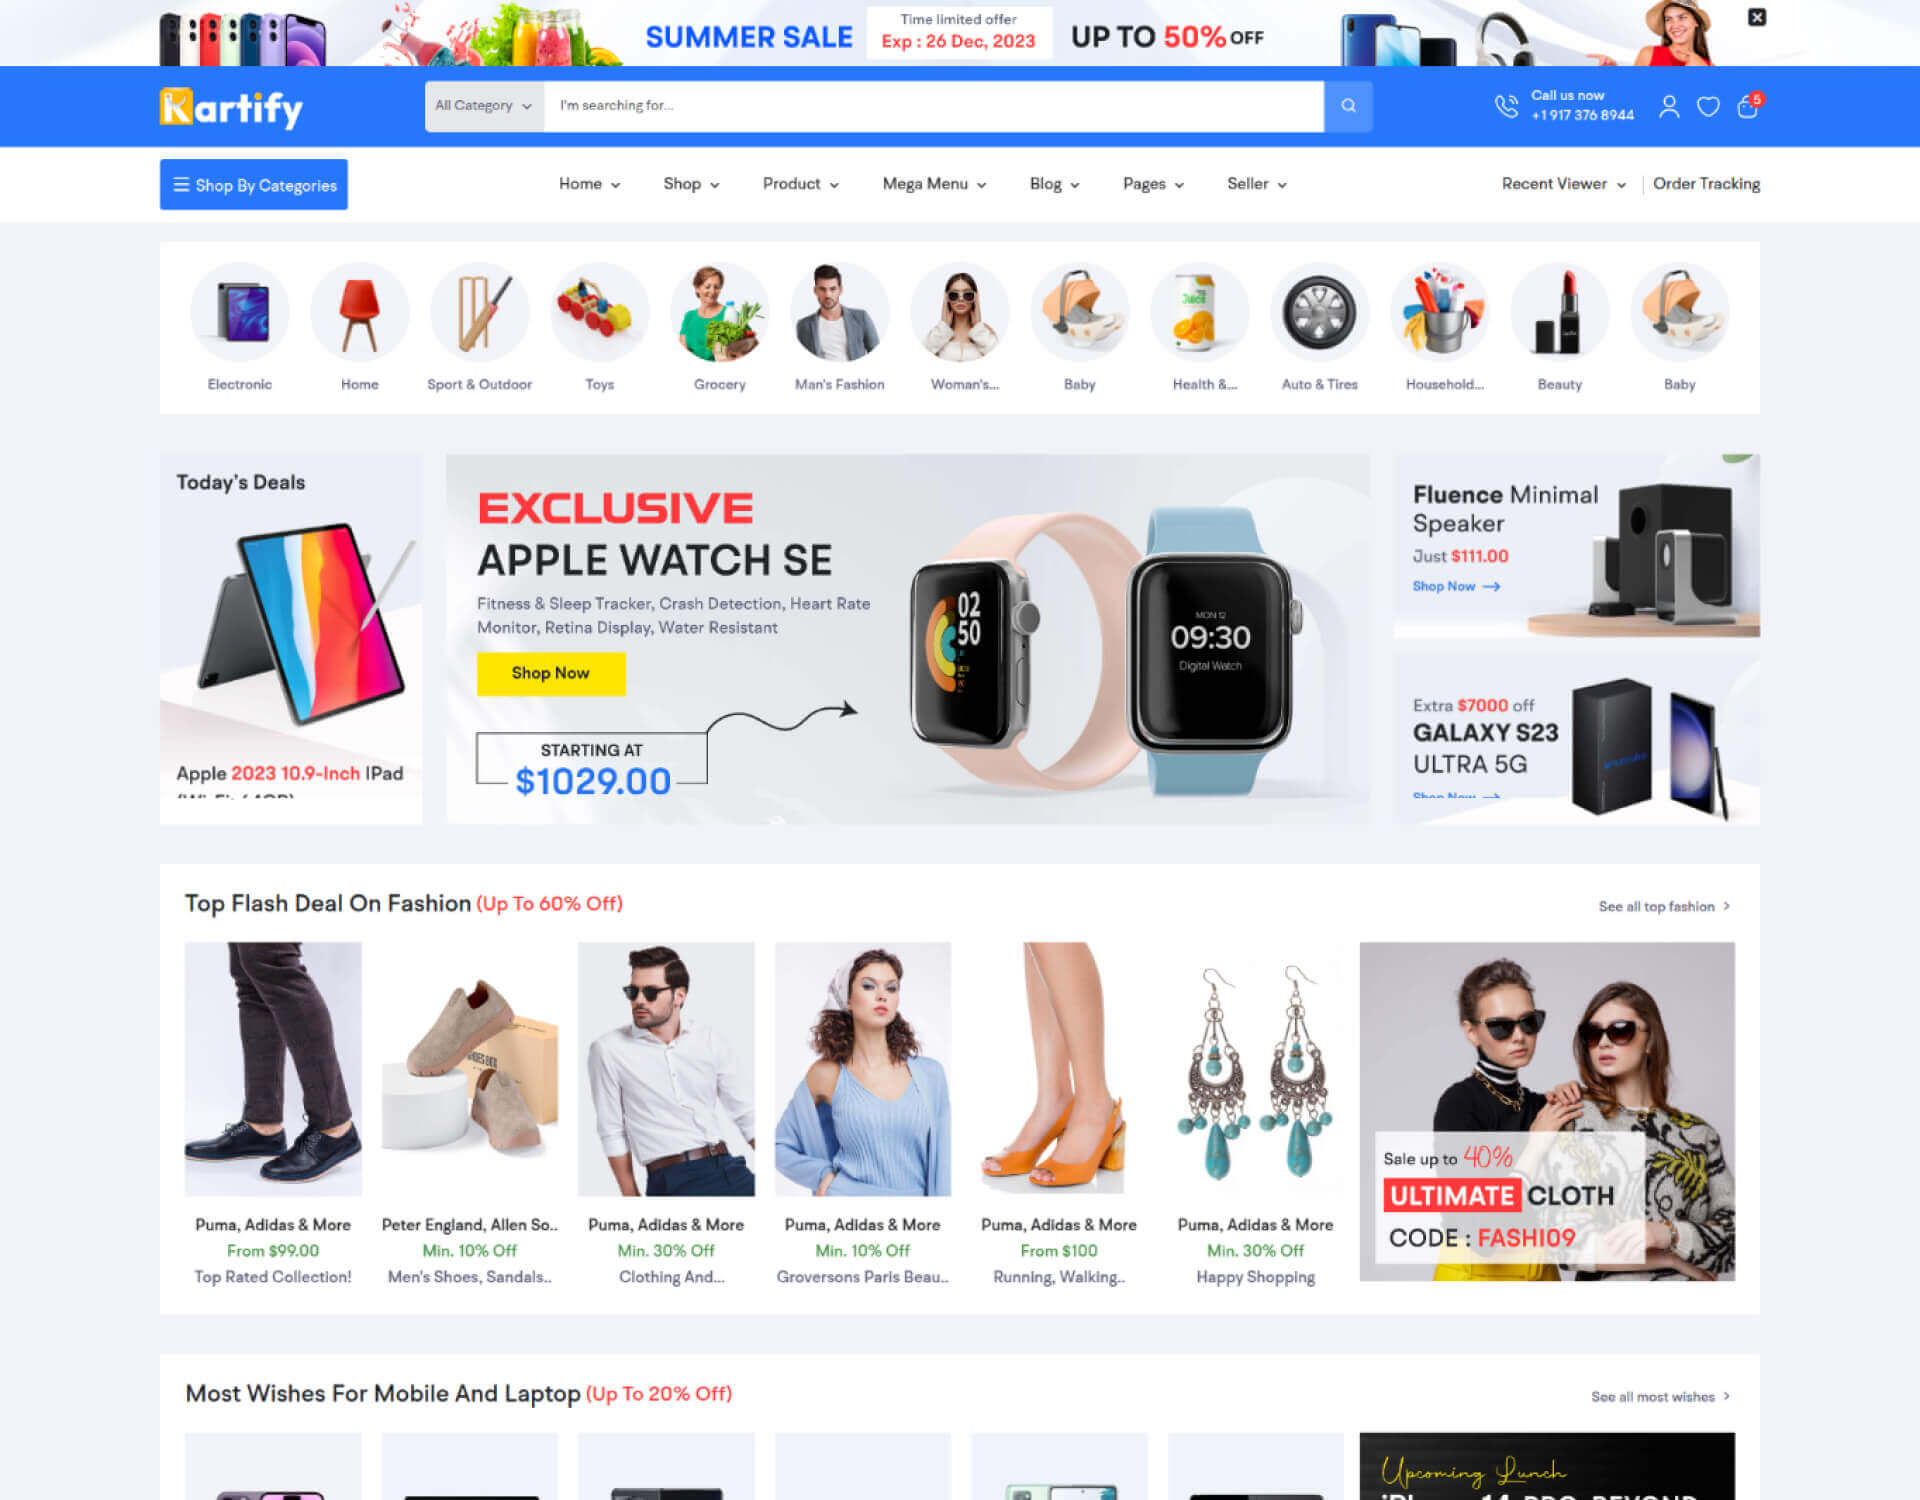 SUMMER SALE
Time limited offer
Exp : 26 Dec, 2023
UP TO 50% OFF
Kartify
All Category
I'm searching for...
Call us now
+1 917 376 8944
5
Shop By Categories
Home
Shop
Product
Mega Menu
Blog
Pages
Seller
Recent Viewer
Order Tracking
Juice
Electronic
Home
Sport & Outdoor
Toys
Grocery
Man's Fashion
Woman's...
Baby
Health &...
Auto & Tires
Household...
Beauty
Baby
Today's Deals
Apple 2023 10.9-Inch IPad
EXCLUSIVE
APPLE WATCH SE
Fitness & Sleep Tracker, Crash Detection, Heart Rate
Monitor, Retina Display, Water Resistant
Shop Now
STARTING AT
$1029.00
02
50
MON 12
09:30
Digital Watch
Fluence Minimal
Speaker
Just $111.00
Shop Now
Extra $7000 off
GALAXY S23
ULTRA 5G
Shop Now
Top Flash Deal On Fashion (Up To 60% Off)
See all top fashion
Puma, Adidas & More
From $99.00
Top Rated Collection!
Peter England, Allen So..
Min. 10% Off
Men's Shoes, Sandals..
Puma, Adidas & More
Min. 30% Off
Clothing And...
Puma, Adidas & More
Min. 10% Off
Groversons Paris Beau..
Puma, Adidas & More
From $100
Running, Walking..
Puma, Adidas & More
Min. 30% Off
Happy Shopping
Sale up to 40%
ULTIMATE CLOTH
CODE : FASHI09
Most Wishes For Mobile And Laptop (Up To 20% Off)
See all most wishes
Upcoming Lunch
iPhone 14 PRO, BEYOND